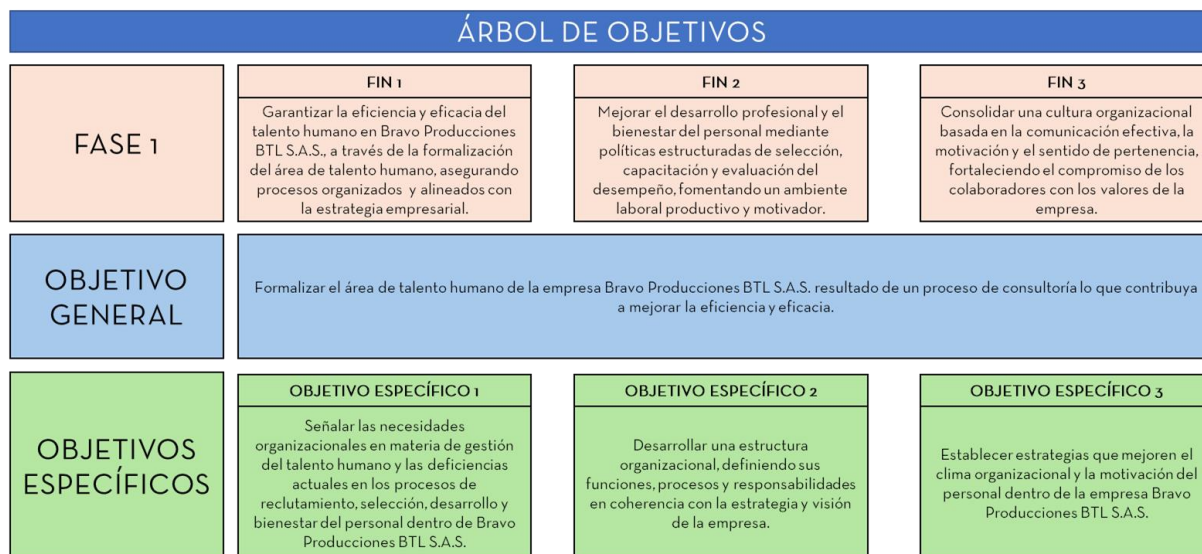 ÁRBOL DE OBJETIVOS
FASE 1
FIN 1
Garantizar la eficiencia y eficacia del
talento humano en Bravo Producciones
BTL S.A.S., a través de la formalización
del área de talento humano, asegurando
procesos organizados y alineados con
la estrategia empresarial.
FIN 2
Mejorar el desarrollo profesional y el
bienestar del personal mediante
políticas estructuradas de selección,
capacitación y evaluación del
desempeño, fomentando un ambiente
laboral productivo y motivador.
FIN 3
Consolidar una cultura organizacional
basada en la comunicación efectiva, la
motivación y el sentido de pertenencia,
fortaleciendo el compromiso de los
colaboradores con los valores de la
empresa.
OBJETIVO
GENERAL
Formalizar el área de talento humano de la empresa Bravo Producciones BTL S.A.S. resultado de un proceso de consultoría lo que contribuya
a mejorar la eficiencia y eficacia.
OBJETIVOS
ESPECÍFICOS
OBJETIVO ESPECÍFICO 1
Señalar las necesidades
organizacionales en materia de gestión
del talento humano y las deficiencias
actuales en los procesos de
reclutamiento, selección, desarrollo y
bienestar del personal dentro de Bravo
Producciones BTL S.A.S.
OBJETIVO ESPECÍFICO 2
Desarrollar una estructura
organizacional, definiendo sus
funciones, procesos y responsabilidades
en coherencia con la estrategia y visión
de la empresa.
OBJETIVO ESPECÍFICO 3
Establecer estrategias que mejoren el
clima organizacional y la motivación del
personal dentro de la empresa Bravo
Producciones BTL S.A.S.